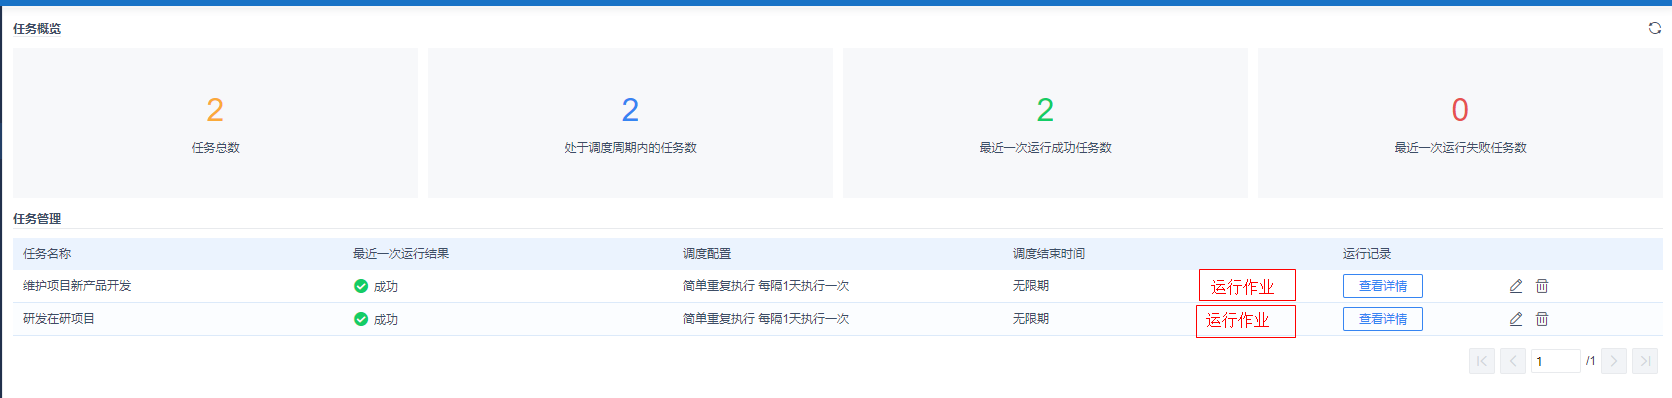 任务概览
2
任务总数
2
处于调度周期内的任务数
2
最近一次运行成功任务数
0
最近一次运行失败任务数
任务管理
任务名称 最近一次运行结果 调度配置 调度结束时间 运行记录
维护项目新产品开发 成功 简单重复执行 每隔1天执行一次 无限期 运行作业 查看详情
研发在研项目 成功 简单重复执行 每隔1天执行一次 无限期 运行作业 查看详情
1 /1